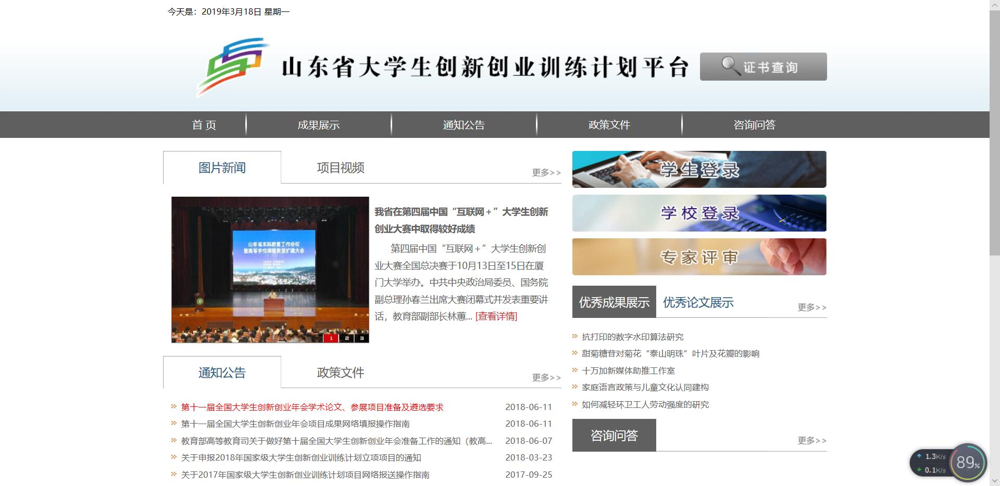 今天是：2019年3月18日 星期一
山东省大学生创新创业训练计划平台
证书查询
首 页
成果展示
通知公告
政策文件
咨询问答
图片新闻
项目视频
更多>>
山东省本科教育工作会议
暨高等学校课程联盟扩建大会
1 2 3
我省在第四届中国“互联网＋”大学生创新
创业大赛中取得较好成绩
第四届中国“互联网＋”大学生创新创
业大赛全国总决赛于10月13日至15日在厦
门大学举办。中共中央政治局委员、国务院
副总理孙春兰出席大赛闭幕式并发表重要讲
话，教育部副部长林蕙... [查看详情]
通知公告
政策文件
更多>>
第十一届全国大学生创新创业年会学术论文、参展项目准备及遴选要求 2018-06-11
第十一届全国大学生创新创业年会项目成果网络填报操作指南 2018-06-11
教育部高等教育司关于做好第十届全国大学生创新创业年会准备工作的通知（教高... 2018-06-07
关于申报2018年国家级大学生创新创业训练计划立项项目的通知 2018-03-23
关于2017年国家级大学生创新创业训练计划项目网络报送操作指南 2017-09-25
学生登录
学校登录
专家评审
优秀成果展示
优秀论文展示
更多>>
抗打印的数字水印算法研究
甜菊糖苷对菊花“泰山明珠”叶片及花瓣的影响
十万加新媒体助推工作室
家庭语言政策与儿童文化认同建构
如何减轻环卫工人劳动强度的研究
咨询问答
更多>>
1.3K/s
0.1K/s
89%